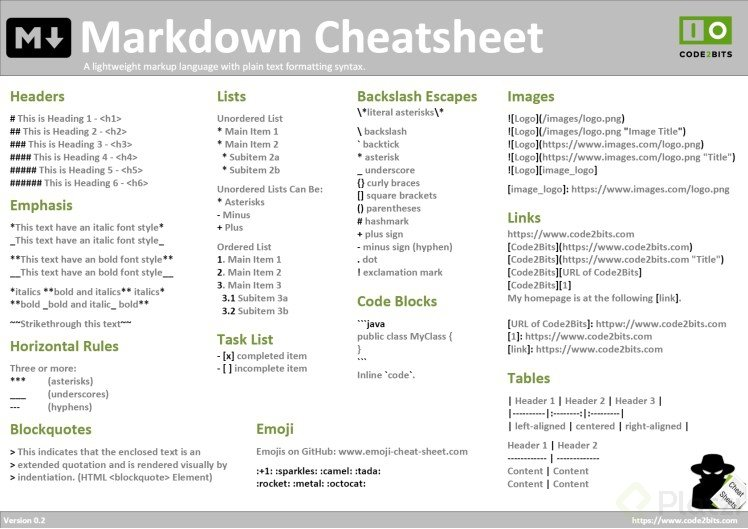 M
Markdown Cheatsheet
A lightweight markup language with plain text formatting syntax.
IO
CODE2BITS
Headers
# This is Heading 1 - <h1>
## This is Heading 2 - <h2>
### This is Heading 3 - <h3>
#### This is Heading 4 - <h4>
##### This is Heading 5 - <h5>
###### This is Heading 6 - <h6>
Emphasis
*This text have an italic font style*
_This text have an italic font style_
**This text have an bold font style**
__This text have an bold font style__
*italics **bold and italics** italics*
**bold _bold and italic_ bold**
~~Strikethrough this text~~
Horizontal Rules
Three or more:
*** (asterisks)
___ (underscores)
--- (hyphens)
Blockquotes
> This indicates that the enclosed text is an
> extended quotation and is rendered visually by
> indentiation. (HTML <blockquote> Element)
Lists
Unordered List
* Main Item 1
* Main Item 2
* Subitem 2a
* Subitem 2b
Unordered Lists Can Be:
* Asterisks
- Minus
+ Plus
Ordered List
1. Main Item 1
2. Main Item 2
3. Main Item 3
3.1 Subitem 3a
3.2 Subitem 3b
Task List
- [x] completed item
- [ ] incomplete item
Emoji
Emojis on GitHub: www.emoji-cheat-sheet.com
:+1: :sparkles: :camel: :tada:
:rocket: :metal: :octocat:
Backslash Escapes
\*literal asterisks\*
\ backslash
` backtick
* asterisk
_ underscore
{} curly braces
[] square brackets
() parentheses
# hashmark
+ plus sign
- minus sign (hyphen)
. dot
! exclamation mark
Code Blocks
```java
public class MyClass {
}
```
Inline `code`.
Images
![Logo](/images/logo.png)
![Logo](/images/logo.png "Image Title")
![Logo](https://www.images/logo.png)
![Logo](https://www.images/logo.png "Title")
![Logo][image_logo]
[image_logo]: https://www.images/logo.png
Links
https://www.code2bits.com
[Code2Bits](https://www.code2bits.com)
[Code2Bits](https://www.code2bits.com "Title")
[Code2Bits][URL of Code2Bits]
[Code2Bits][1]
My homepage is at the following [link].
[URL of Code2Bits]: httpw://www.code2bits.com
[1]: https://www.code2bits.com
[link]: https://www.code2bits.com
Tables
| Header 1 | Header 2 | Header 3 |
|----------|:--------:|:---------|
| left-aligned | centered | right-aligned |
Header 1 | Header 2
------------ | -------------
Content | Content
Content | Content
Cheat
Sheets
Version 0.2
https://www.code2bits.com